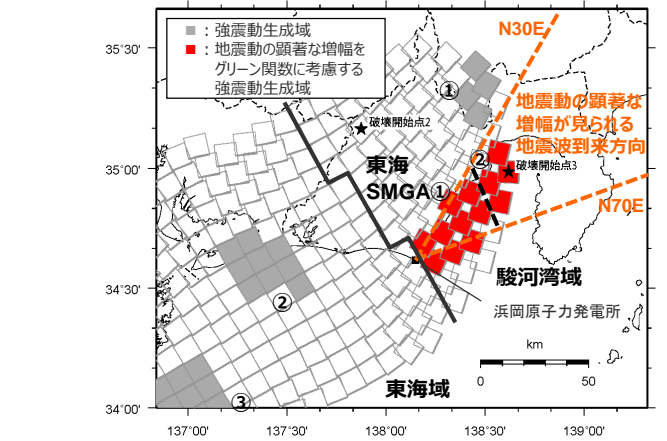 ■：強震動生成域
■：地震動の顕著な増幅を
グリーン関数に考慮する
強震動生成域
N30E
35°30'
①
地震動の顕著な
増幅が見られる
地震波到来方向
破壊開始点2
②
破壊開始点3
35°00'
東海
SMGA①
N70E
駿河湾域
34°30'
②
浜岡原子力発電所
km
0
50
東海域
34°00'
③
137°00'
137°30'
138°00'
138°30'
139°00'